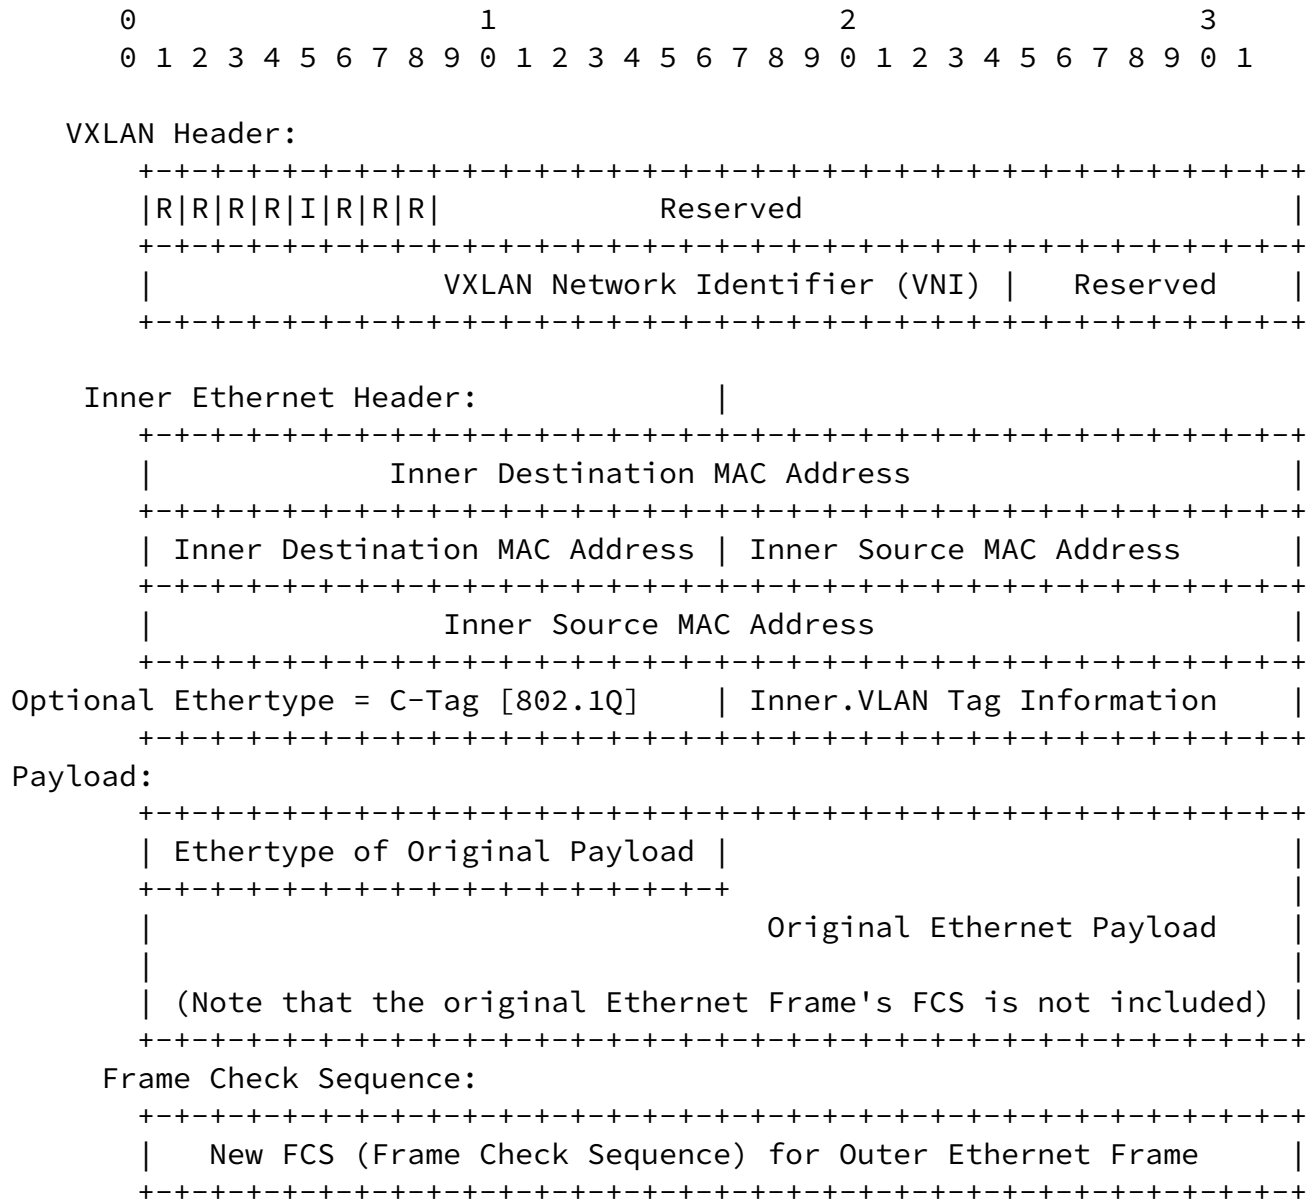 0                   1                   2                   3
      0 1 2 3 4 5 6 7 8 9 0 1 2 3 4 5 6 7 8 9 0 1 2 3 4 5 6 7 8 9 0 1

   VXLAN Header:
       +-+-+-+-+-+-+-+-+-+-+-+-+-+-+-+-+-+-+-+-+-+-+-+-+-+-+-+-+-+-+-+-+
       |R|R|R|R|I|R|R|R|            Reserved                           |
       +-+-+-+-+-+-+-+-+-+-+-+-+-+-+-+-+-+-+-+-+-+-+-+-+-+-+-+-+-+-+-+-+
       |                VXLAN Network Identifier (VNI) |   Reserved    |
       +-+-+-+-+-+-+-+-+-+-+-+-+-+-+-+-+-+-+-+-+-+-+-+-+-+-+-+-+-+-+-+-+

    Inner Ethernet Header:             |
       +-+-+-+-+-+-+-+-+-+-+-+-+-+-+-+-+-+-+-+-+-+-+-+-+-+-+-+-+-+-+-+-+
       |             Inner Destination MAC Address                     |
       +-+-+-+-+-+-+-+-+-+-+-+-+-+-+-+-+-+-+-+-+-+-+-+-+-+-+-+-+-+-+-+-+
       | Inner Destination MAC Address | Inner Source MAC Address      |
       +-+-+-+-+-+-+-+-+-+-+-+-+-+-+-+-+-+-+-+-+-+-+-+-+-+-+-+-+-+-+-+-+
       |                Inner Source MAC Address                       |
       +-+-+-+-+-+-+-+-+-+-+-+-+-+-+-+-+-+-+-+-+-+-+-+-+-+-+-+-+-+-+-+-+
Optional Ethertype = C-Tag [802.1Q]    | Inner.VLAN Tag Information    |
       +-+-+-+-+-+-+-+-+-+-+-+-+-+-+-+-+-+-+-+-+-+-+-+-+-+-+-+-+-+-+-+-+
Payload:
       +-+-+-+-+-+-+-+-+-+-+-+-+-+-+-+-+-+-+-+-+-+-+-+-+-+-+-+-+-+-+-+-+
       | Ethertype of Original Payload |                               |
       +-+-+-+-+-+-+-+-+-+-+-+-+-+-+-+-+                               |
       |                                  Original Ethernet Payload    |
       |                                                               |
       | (Note that the original Ethernet Frame's FCS is not included) |
       +-+-+-+-+-+-+-+-+-+-+-+-+-+-+-+-+-+-+-+-+-+-+-+-+-+-+-+-+-+-+-+-+
     Frame Check Sequence:
       +-+-+-+-+-+-+-+-+-+-+-+-+-+-+-+-+-+-+-+-+-+-+-+-+-+-+-+-+-+-+-+-+
       |   New FCS (Frame Check Sequence) for Outer Ethernet Frame     |
       +-+-+-+-+-+-+-+-+-+-+-+-+-+-+-+-+-+-+-+-+-+-+-+-+-+-+-+-+-+-+-+-+